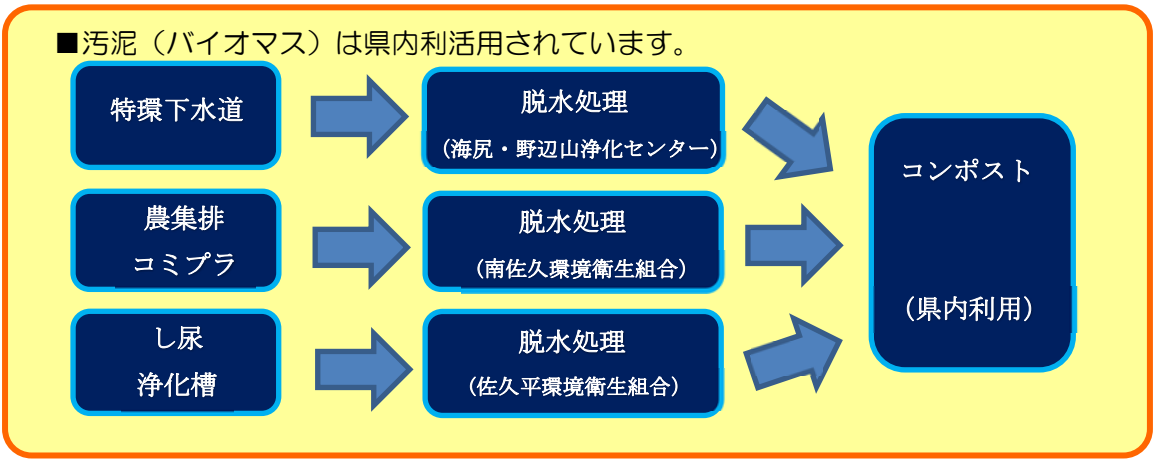 ■汚泥（バイオマス）は県内利活用されています。
特環下水道
脱水処理
（海尻・野辺山浄化センター）
農集排
コミプラ
脱水処理
（南佐久環境衛生組合）
し尿
浄化槽
脱水処理
（佐久平環境衛生組合）
コンポスト
（県内利用）